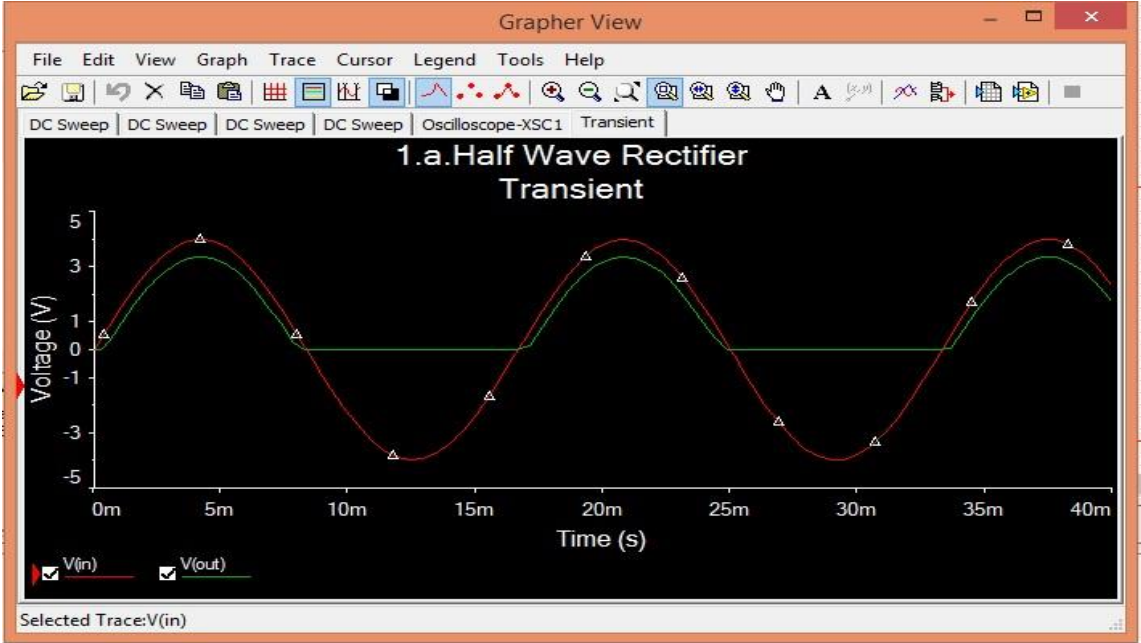 Grapher View
File Edit View Graph Trace Cursor Legend Tools Help
A
DC Sweep DC Sweep DC Sweep DC Sweep Oscilloscope-XSC1 Transient
1.a.Half Wave Rectifier
Transient
Voltage (V)
5
3
1
0
-1
-3
-5
0m 5m 10m 15m 20m 25m 30m 35m 40m
Time (s)
V(in) V(out)
Selected Trace:V(in)